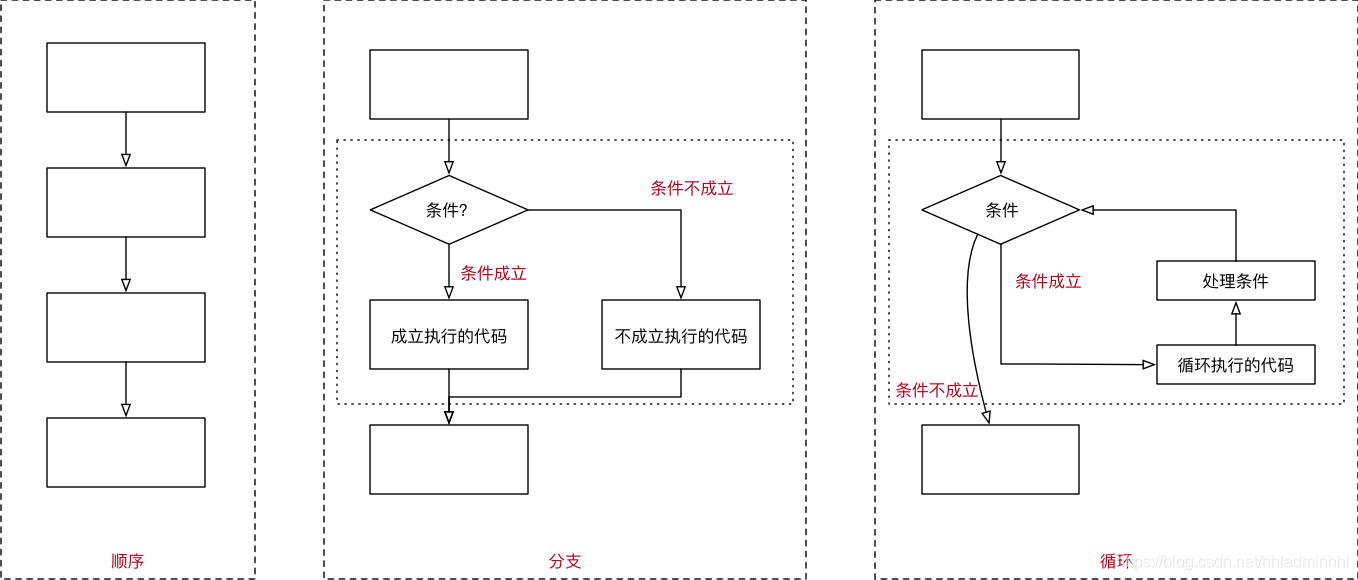 顺序
条件?
条件不成立
条件成立
成立执行的代码
不成立执行的代码
分支
条件
条件成立
处理条件
循环执行的代码
条件不成立
循环
https://blog.csdn.net/hhladminhhl